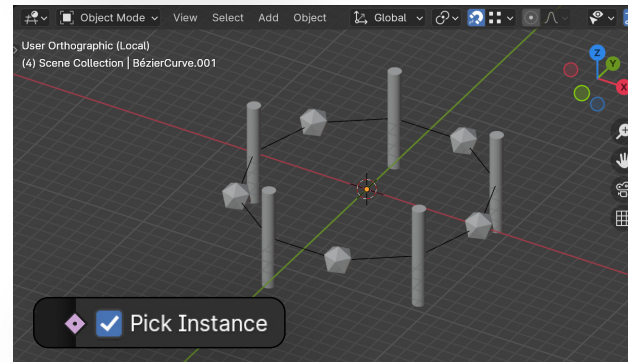 Object Mode View Select Add Object Global
User Orthographic (Local)
(4) Scene Collection | BézierCurve.001
Z
Y
X
Pick Instance